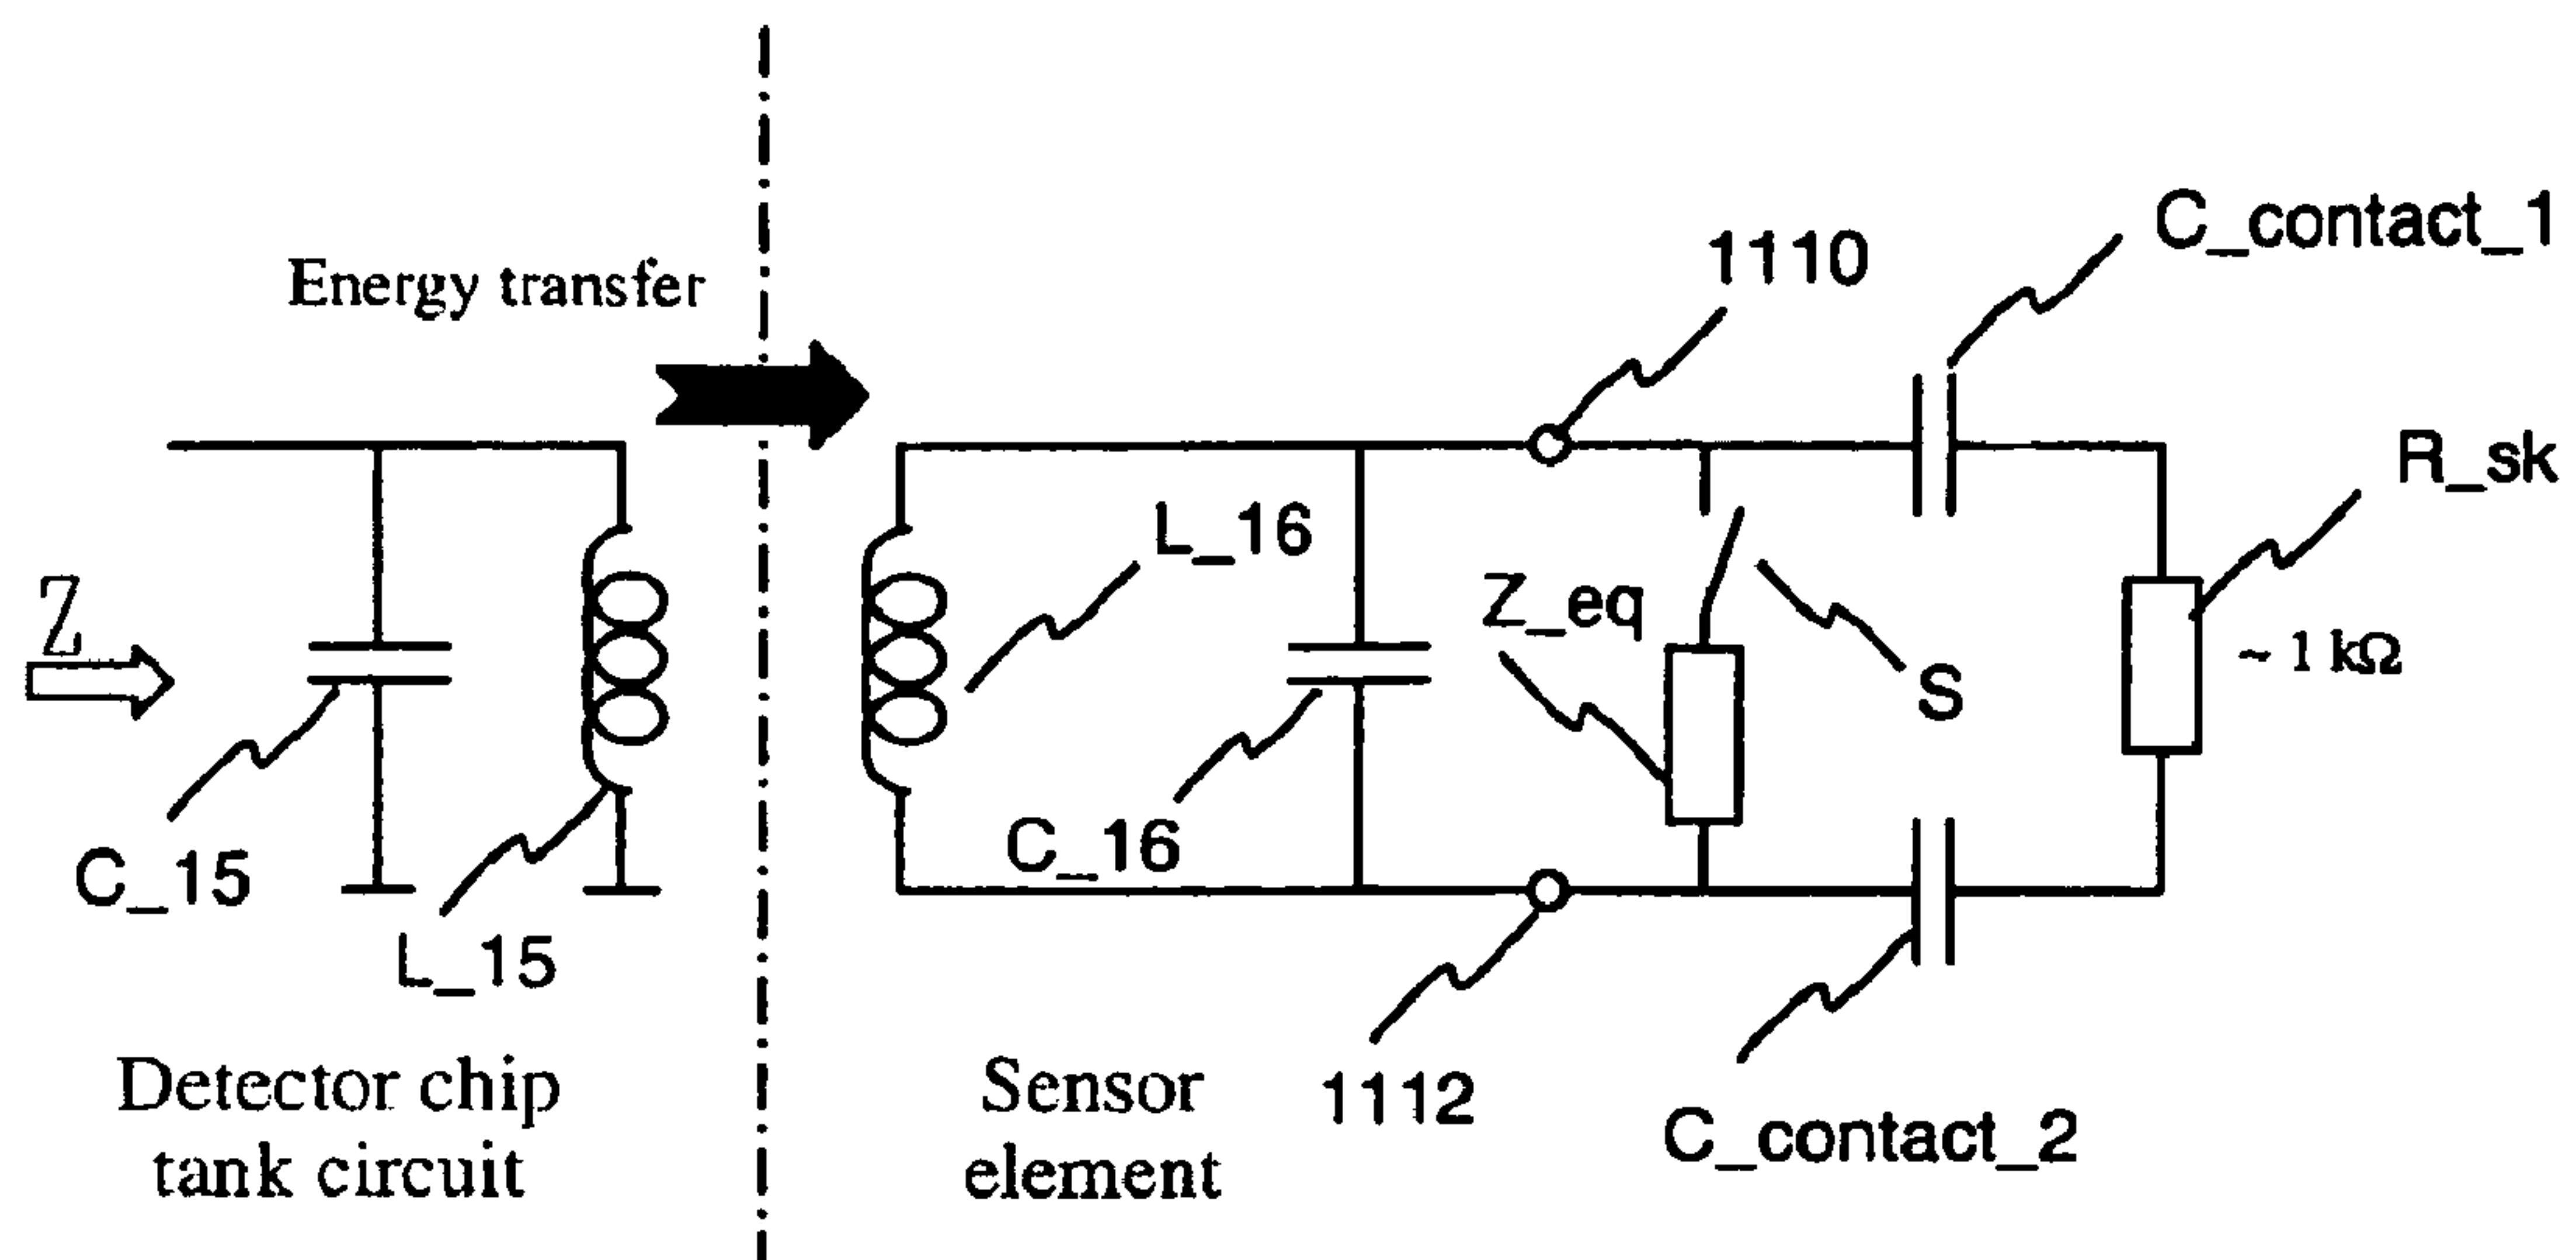 Energy transfer
1110
C_contact_1
R_sk
L_16
Z_eq
Z
~ 1 kΩ
S
C_16
C_15
L_15
Detector chip
tank circuit
Sensor
element
1112
C_contact_2